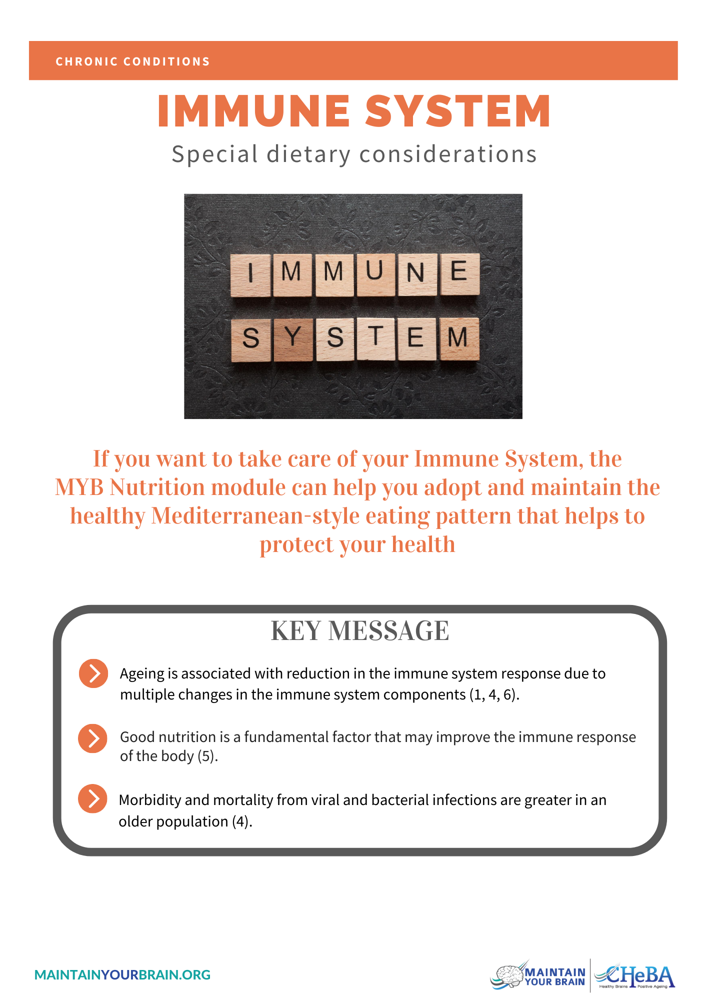 CHRONIC CONDITIONS
IMMUNE SYSTEM
Special dietary considerations
I M M U N E
S Y S T E M
If you want to take care of your Immune System, the
MYB Nutrition module can help you adopt and maintain the
healthy Mediterranean-style eating pattern that helps to
protect your health
KEY MESSAGE
Ageing is associated with reduction in the immune system response due to
multiple changes in the immune system components (1, 4, 6).
Good nutrition is a fundamental factor that may improve the immune response
of the body (5).
Morbidity and mortality from viral and bacterial infections are greater in an
older population (4).
MAINTAINYOURBRAIN.ORG
MAINTAIN
YOUR BRAIN
CHeBA
Healthy Brains Positive Ageing